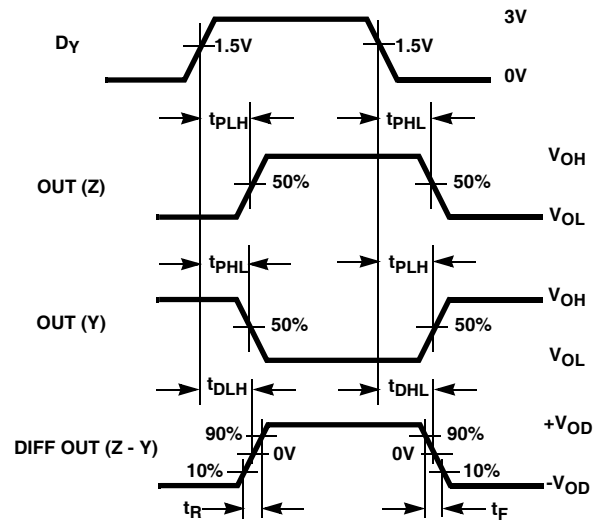 3V
DY
1.5V
1.5V
0V
tPLH
tPHL
VOH
OUT (Z)
50%
50%
VOL
tPHL
tPLH
VOH
OUT (Y)
50%
50%
VOL
tDLH
tDHL
+VOD
90%
90%
DIFF OUT (Z - Y)
0V
0V
10%
10%
-VOD
tR
tF